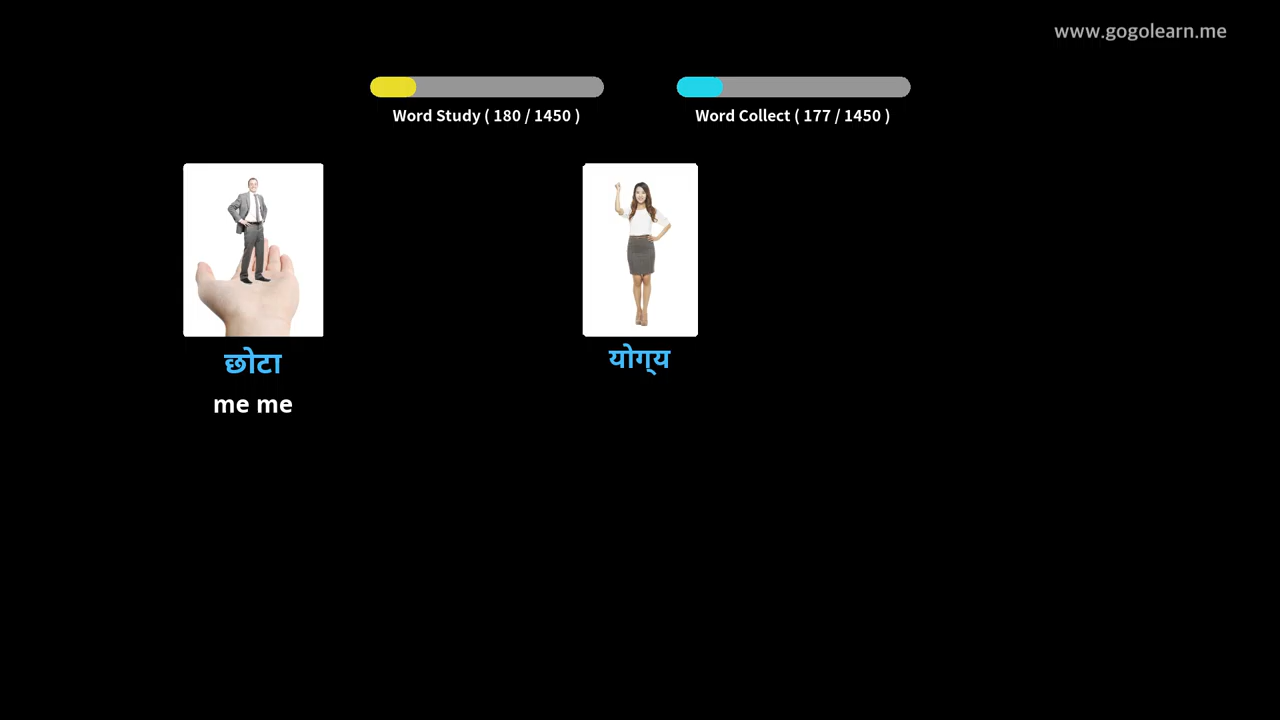 www.gogolearn.me
Word Study ( 180 / 1450 )
Word Collect ( 177 / 1450 )
छोटा
योग्य
me me